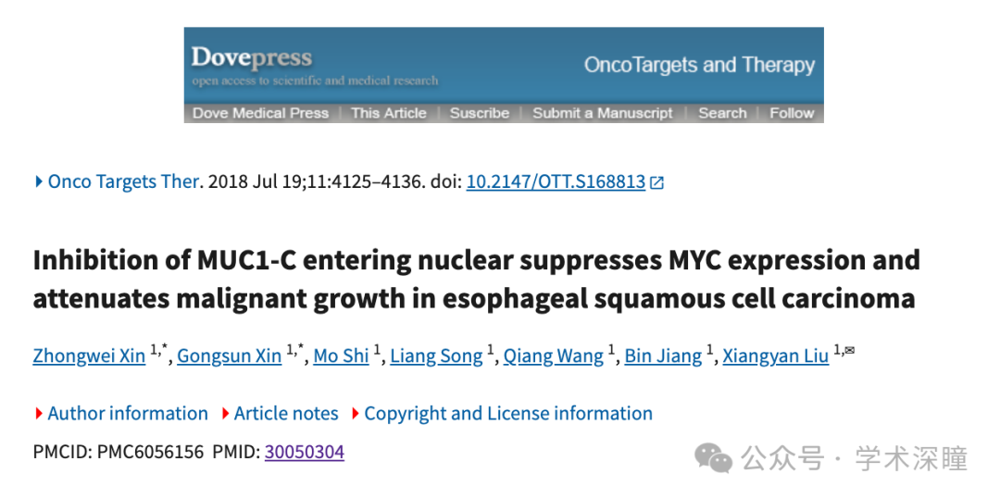 Dovepress
open access to scientific and medical research
OncoTargets and Therapy
Dove Medical Press | This Article | Suscribe | Submit a Manuscript | Search | Follow
Onco Targets Ther. 2018 Jul 19;11:4125–4136. doi: 10.2147/OTT.S168813
Inhibition of MUC1-C entering nuclear suppresses MYC expression and
attenuates malignant growth in esophageal squamous cell carcinoma
Zhongwei Xin 1,*, Gongsun Xin 1,*, Mo Shi 1, Liang Song 1, Qiang Wang 1, Bin Jiang 1, Xiangyan Liu 1,✉
Author information Article notes Copyright and License information
PMCID: PMC6056156 PMID: 30050304
公众号 · 学术深瞳